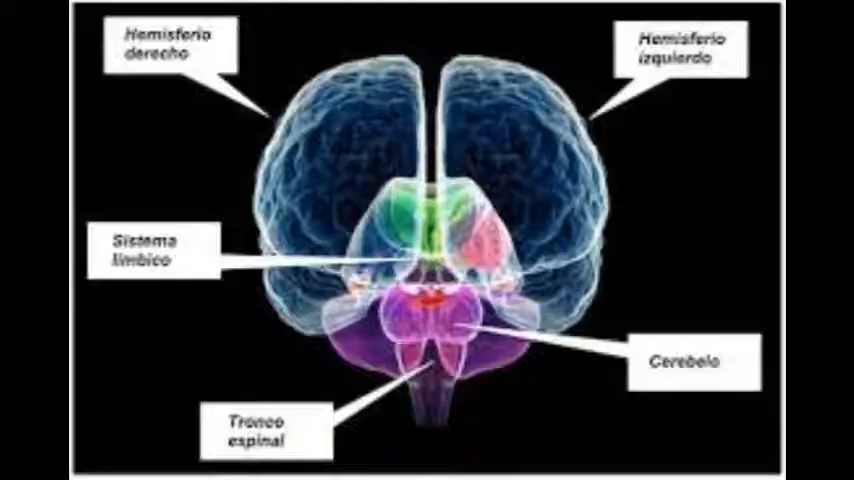 Hemisferio
derecho
Hemisferio
izquierdo
Sistema
límbico
Cerebelo
Tronco
espinal